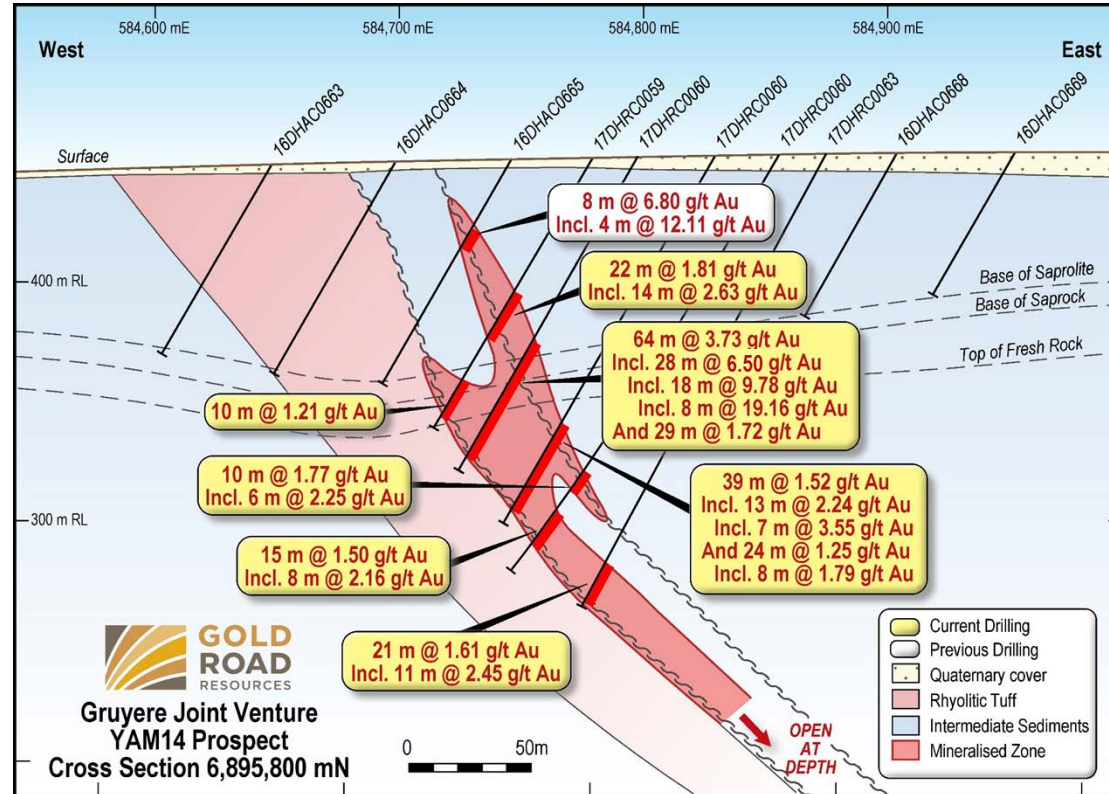 584,600 mE
584,700 mE
584,800 mE
584,900 mE
West
East
16DHAC0663
16DHAC0664
16DHAC0665
17DHRC0059
17DHRC0060
17DHRC0060
17DHRC0060
17DHRC0063
16DHAC0668
16DHAC0669
Surface
8 m @ 6.80 g/t Au
Incl. 4 m @ 12.11 g/t Au
22 m @ 1.81 g/t Au
Incl. 14 m @ 2.63 g/t Au
400 m RL
Base of Saprolite
Base of Saprock
Top of Fresh Rock
64 m @ 3.73 g/t Au
Incl. 28 m @ 6.50 g/t Au
Incl. 18 m @ 9.78 g/t Au
Incl. 8 m @ 19.16 g/t Au
And 29 m @ 1.72 g/t Au
10 m @ 1.21 g/t Au
10 m @ 1.77 g/t Au
Incl. 6 m @ 2.25 g/t Au
39 m @ 1.52 g/t Au
Incl. 13 m @ 2.24 g/t Au
Incl. 7 m @ 3.55 g/t Au
And 24 m @ 1.25 g/t Au
Incl. 8 m @ 1.79 g/t Au
300 m RL
15 m @ 1.50 g/t Au
Incl. 8 m @ 2.16 g/t Au
21 m @ 1.61 g/t Au
Incl. 11 m @ 2.45 g/t Au
GOLD
ROAD
RESOURCES
Gruyere Joint Venture
YAM14 Prospect
Cross Section 6,895,800 mN
0 50m
OPEN
AT
DEPTH
Current Drilling
Previous Drilling
Quaternary cover
Rhyolitic Tuff
Intermediate Sediments
Mineralised Zone